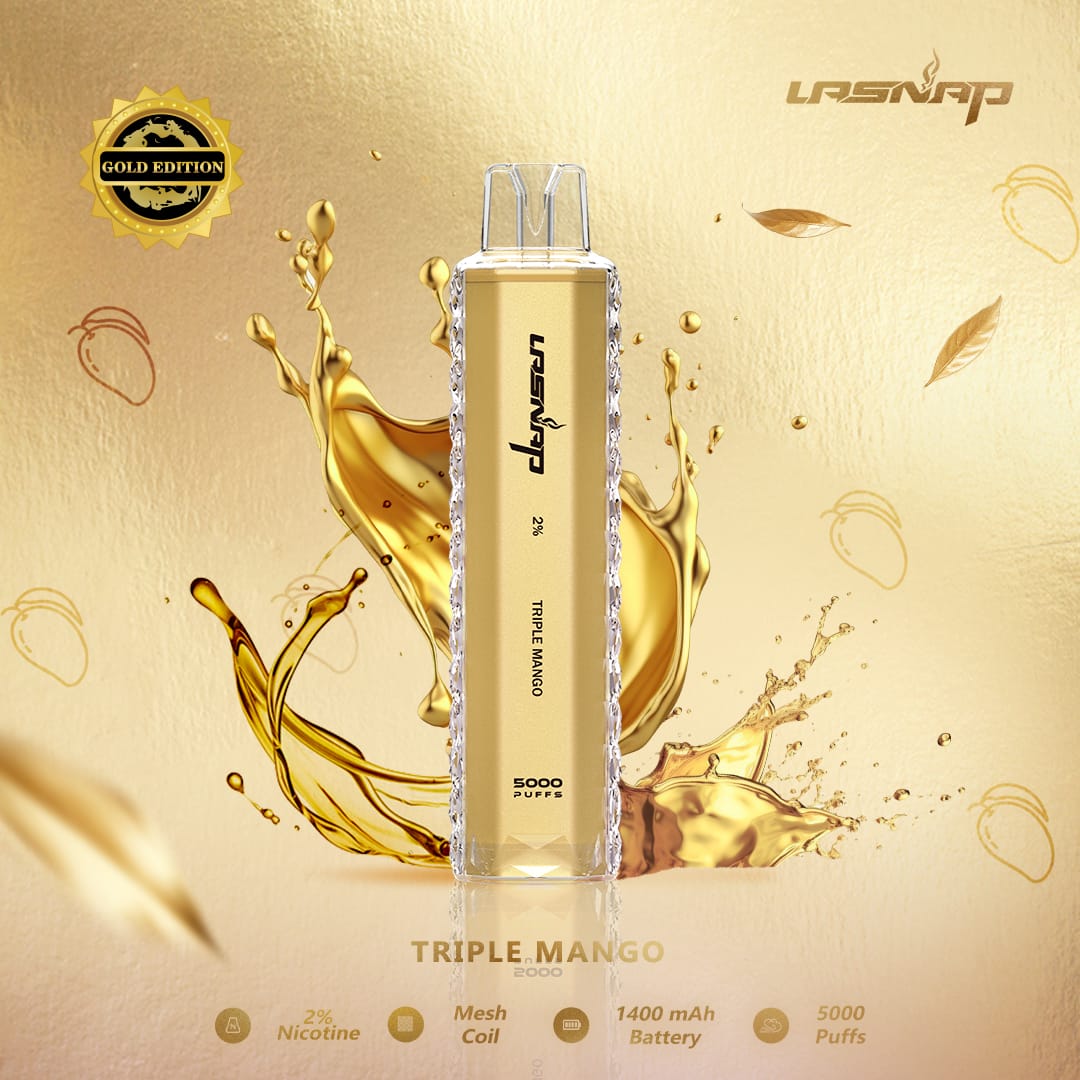 LASNAP
GOLD EDITION
LASNAP
2%
TRIPLE MANGO
5000
PUFFS
TRIPLE MANGO
2%
Nicotine
Mesh
Coil
1400 mAh
Battery
5000
Puffs